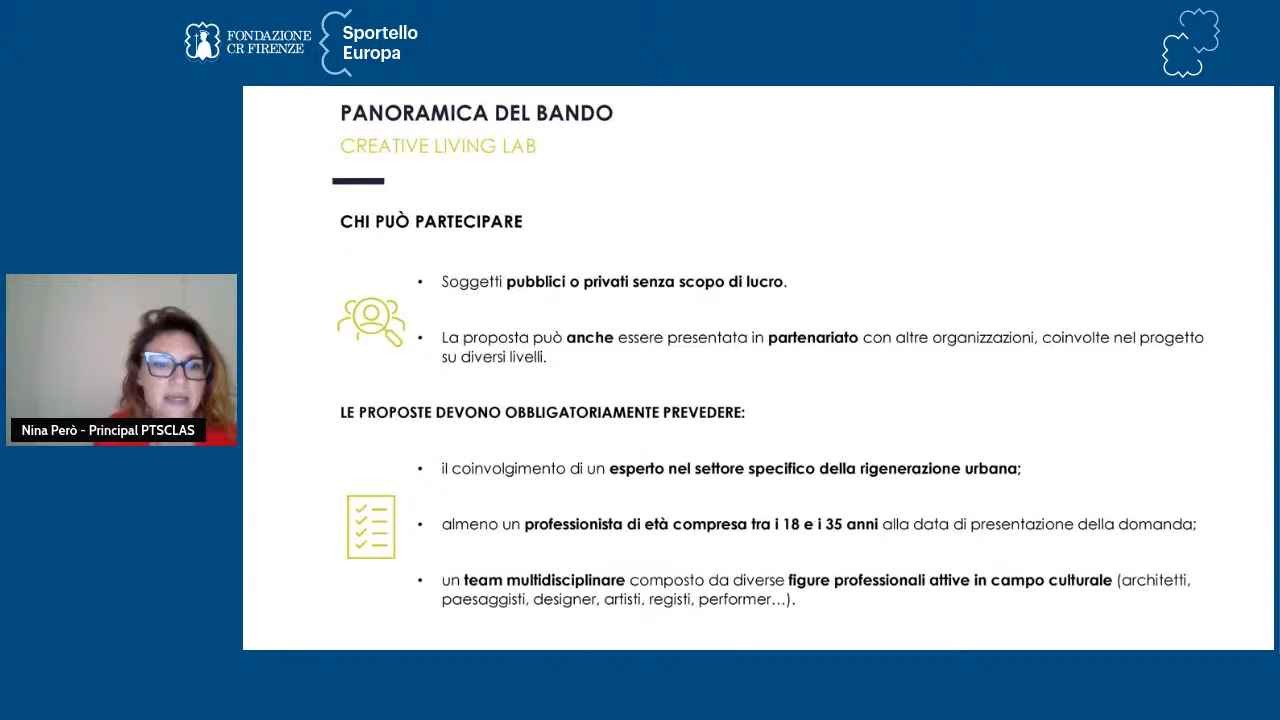 FONDAZIONE
CR FIRENZE
Sportello
Europa
PANORAMICA DEL BANDO
CREATIVE LIVING LAB
CHI PUÒ PARTECIPARE
• Soggetti pubblici o privati senza scopo di lucro.
• La proposta può anche essere presentata in partenariato con altre organizzazioni, coinvolte nel progetto
su diversi livelli.
LE PROPOSTE DEVONO OBBLIGATORIAMENTE PREVEDERE:
• il coinvolgimento di un esperto nel settore specifico della rigenerazione urbana;
• almeno un professionista di età compresa tra i 18 e i 35 anni alla data di presentazione della domanda;
• un team multidisciplinare composto da diverse figure professionali attive in campo culturale (architetti,
paesaggisti, designer, artisti, registi, performer…).
Nina Però - Principal PTSCLAS